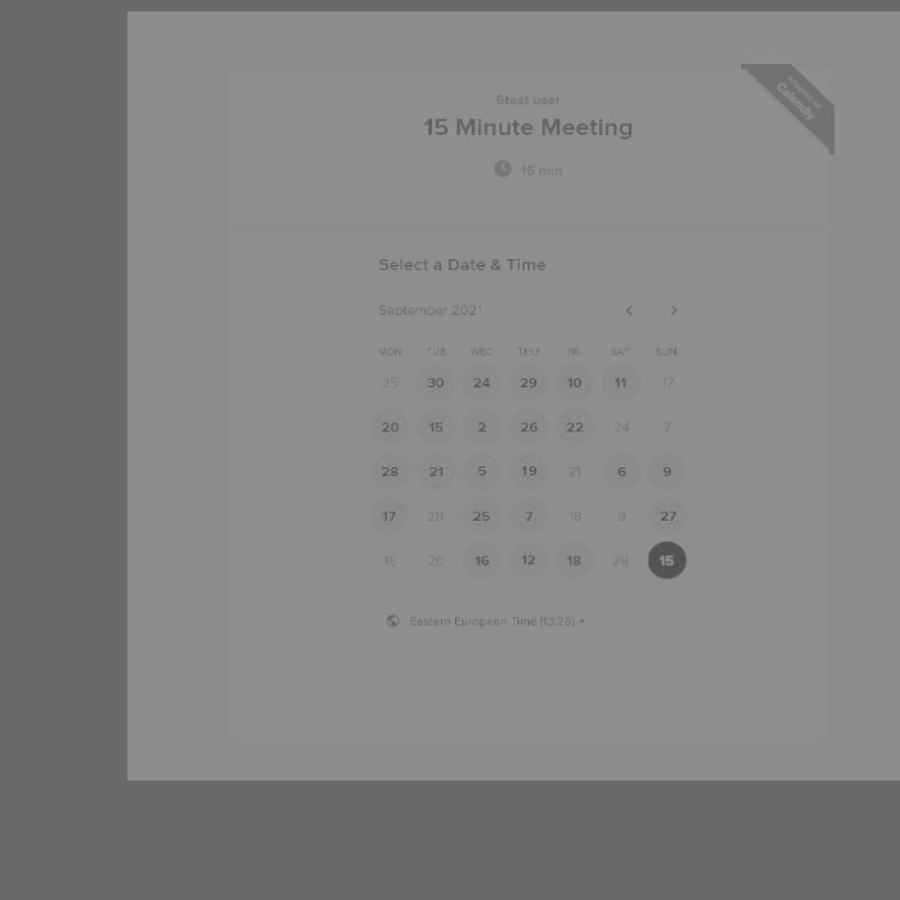 POWERED BY
Calendly
6test user
15 Minute Meeting
15 min
Select a Date & Time
September 2021
MON TUE WED THU FRI SAT SUN
25 30 24 29 10 11 17
20 15 2 26 22 24 7
28 21 5 19 21 6 9
17 28 25 7 18 9 27
15 20 16 12 18 28 15
Eastern European Time (13:26)